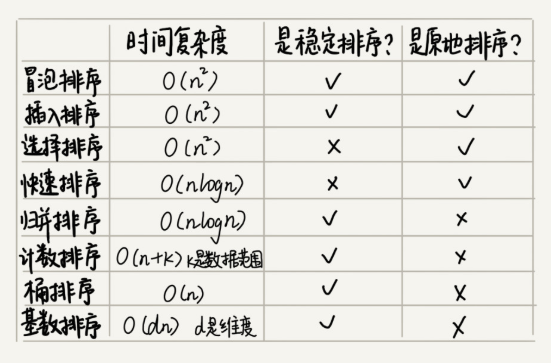 时间复杂度 是稳定排序? 是原地排序?
冒泡排序 O(n²) ✓ ✓
插入排序 O(n²) ✓ ✓
选择排序 O(n²) × ✓
快速排序 O(nlogn) × ✓
归并排序 O(nlogn) ✓ ×
计数排序 O(n+k) k是数据范围 ✓ ×
桶排序 O(n) ✓ ×
基数排序 O(dn) d是维度 ✓ ×